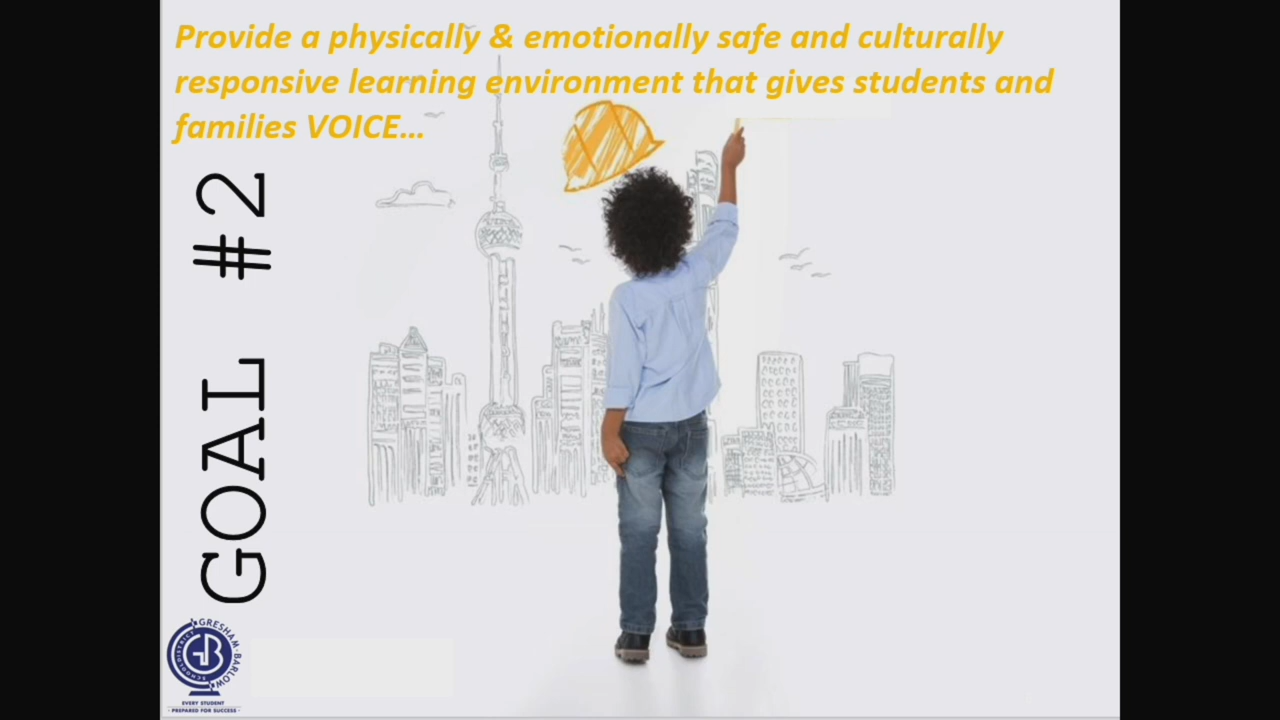 Provide a physically & emotionally safe and culturally
responsive learning environment that gives students and
families VOICE...
GOAL #2
GRESHAM-BARLOW
SCHOOL DISTRICT
GB
EVERY STUDENT
PREPARED FOR SUCCESS